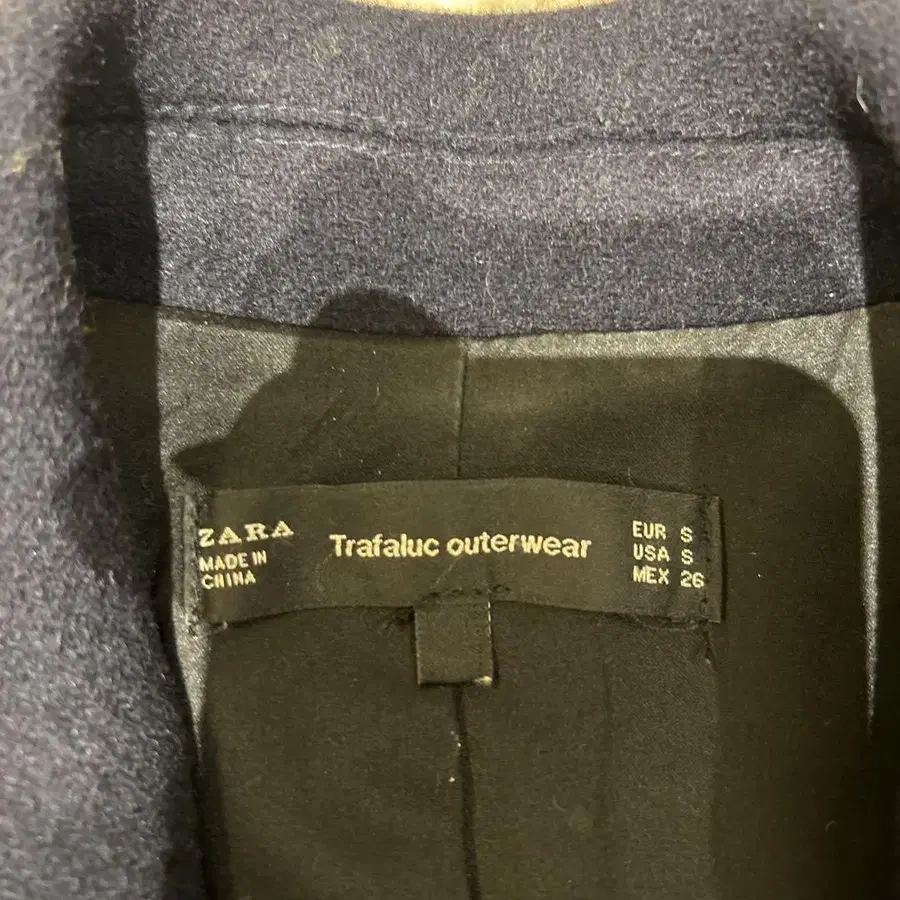 ZARA
MADE IN
CHINA
Trafaluc outerwear
EUR S
USA S
MEX 26